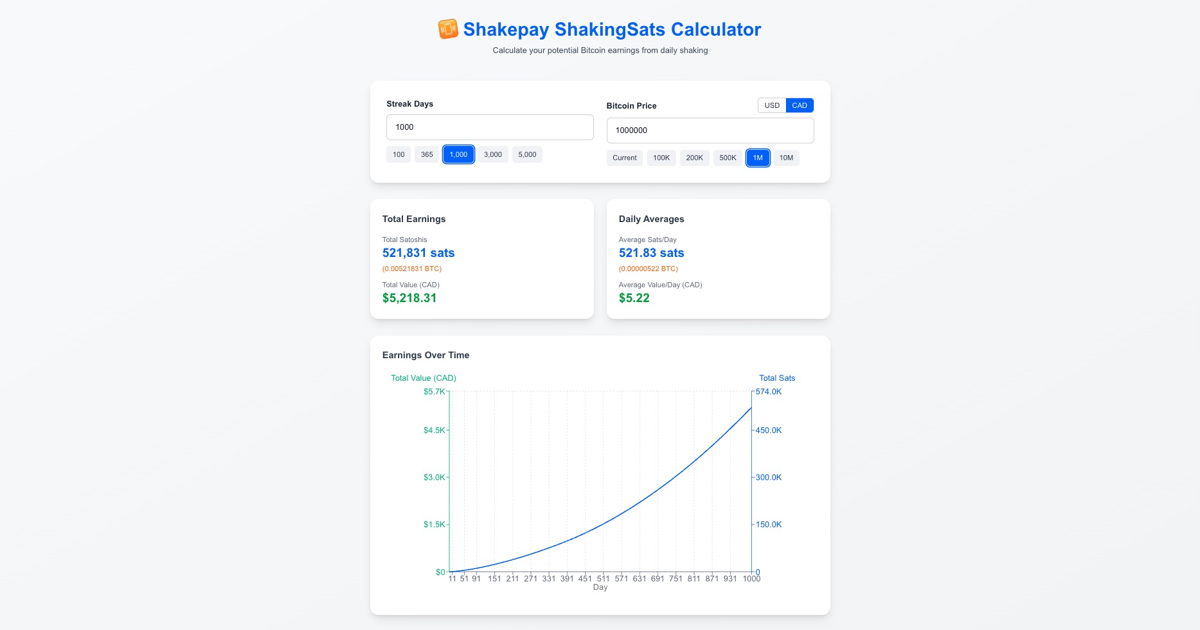 Shakepay ShakingSats Calculator
Calculate your potential Bitcoin earnings from daily shaking
Streak Days
1000
100 365 1,000 3,000 5,000
Bitcoin Price
USD CAD
1000000
Current 100K 200K 500K 1M 10M
Total Earnings
Total Satoshis
521,831 sats
(0.00521831 BTC)
Total Value (CAD)
$5,218.31
Daily Averages
Average Sats/Day
521.83 sats
(0.00000522 BTC)
Average Value/Day (CAD)
$5.22
Earnings Over Time
Total Value (CAD) Total Sats
$5.7K 574.0K
$4.5K 450.0K
$3.0K 300.0K
$1.5K 150.0K
$0 0
11 51 91 151 211 271 331 391 451 511 571 631 691 751 811 871 931 1000
Day